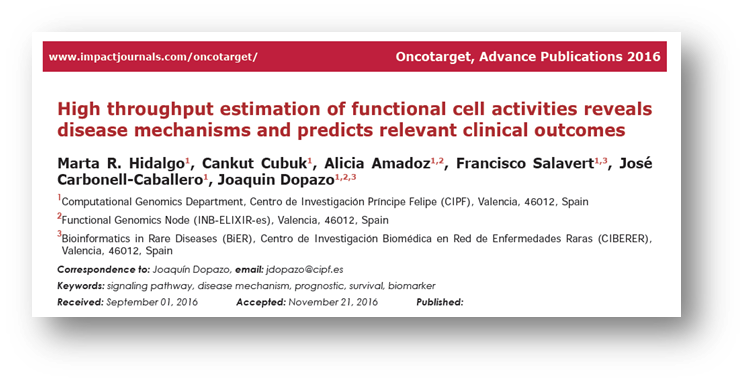 www.impactjournals.com/oncotarget/ Oncotarget, Advance Publications 2016
High throughput estimation of functional cell activities reveals
disease mechanisms and predicts relevant clinical outcomes
Marta R. Hidalgo1, Cankut Cubuk1, Alicia Amadoz1,2, Francisco Salavert1,3, José
Carbonell-Caballero1, Joaquin Dopazo1,2,3
1Computational Genomics Department, Centro de Investigación Príncipe Felipe (CIPF), Valencia, 46012, Spain
2Functional Genomics Node (INB-ELIXIR-es), Valencia, 46012, Spain
3Bioinformatics in Rare Diseases (BiER), Centro de Investigación Biomédica en Red de Enfermedades Raras (CIBERER),
Valencia, 46012, Spain
Correspondence to: Joaquín Dopazo, email: jdopazo@cipf.es
Keywords: signaling pathway, disease mechanism, prognostic, survival, biomarker
Received: September 01, 2016 Accepted: November 21, 2016 Published: